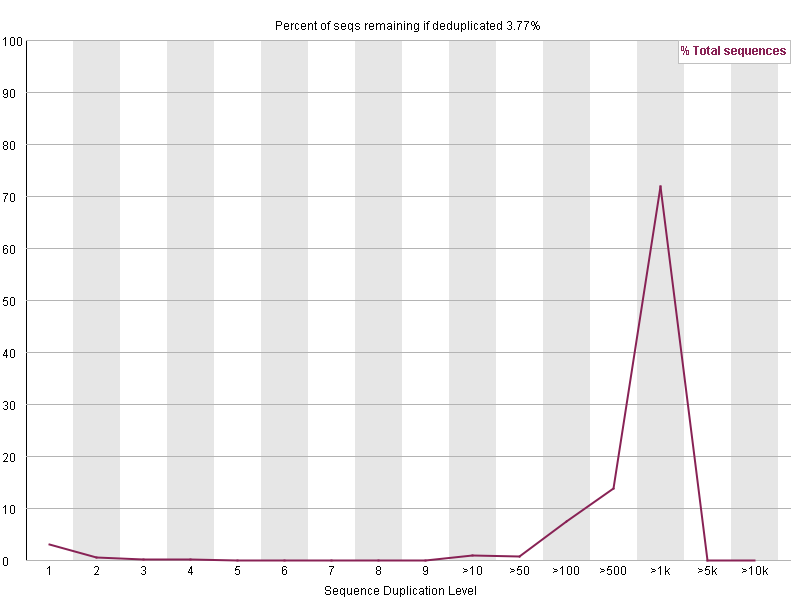 Percent of seqs remaining if deduplicated 3.77%
% Total sequences
100
90
80
70
60
50
40
30
20
10
0
1 2 3 4 5 6 7 8 9 >10 >50 >100 >500 >1k >5k >10k
Sequence Duplication Level